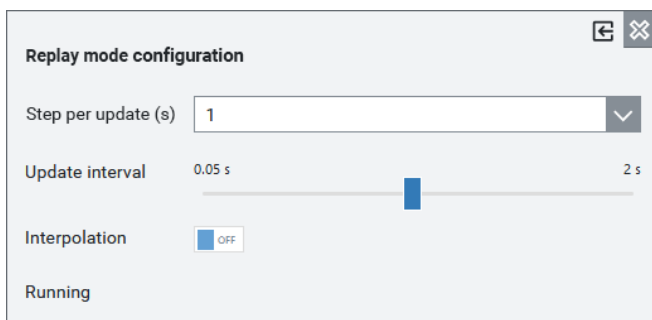 Replay mode configuration
Step per update (s) 1
Update interval 0.05 s 2 s
Interpolation OFF
Running